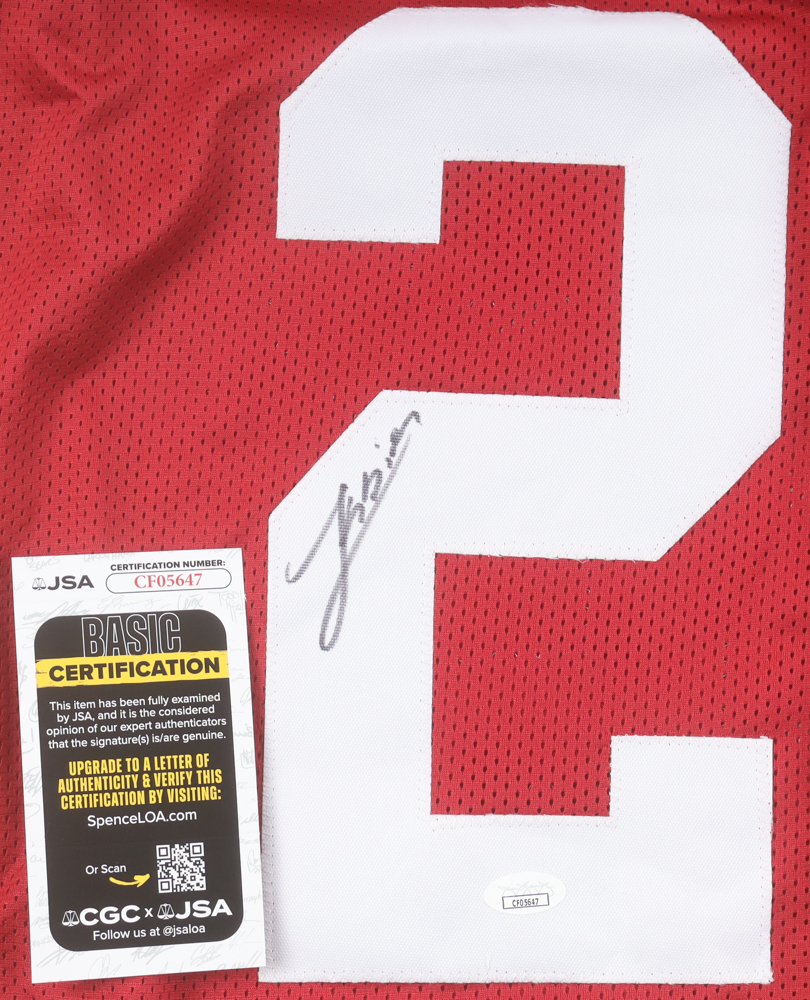 2
JSA
CERTIFICATION NUMBER:
CF05647
BASIC
CERTIFICATION
This item has been fully examined
by JSA, and it is the considered
opinion of our expert authenticators
that the signature(s) is/are genuine.
UPGRADE TO A LETTER OF
AUTHENTICITY & VERIFY THIS
CERTIFICATION BY VISITING:
SpenceLOA.com
Or Scan
CGC x JSA
Follow us at @jsaloa
CF05647